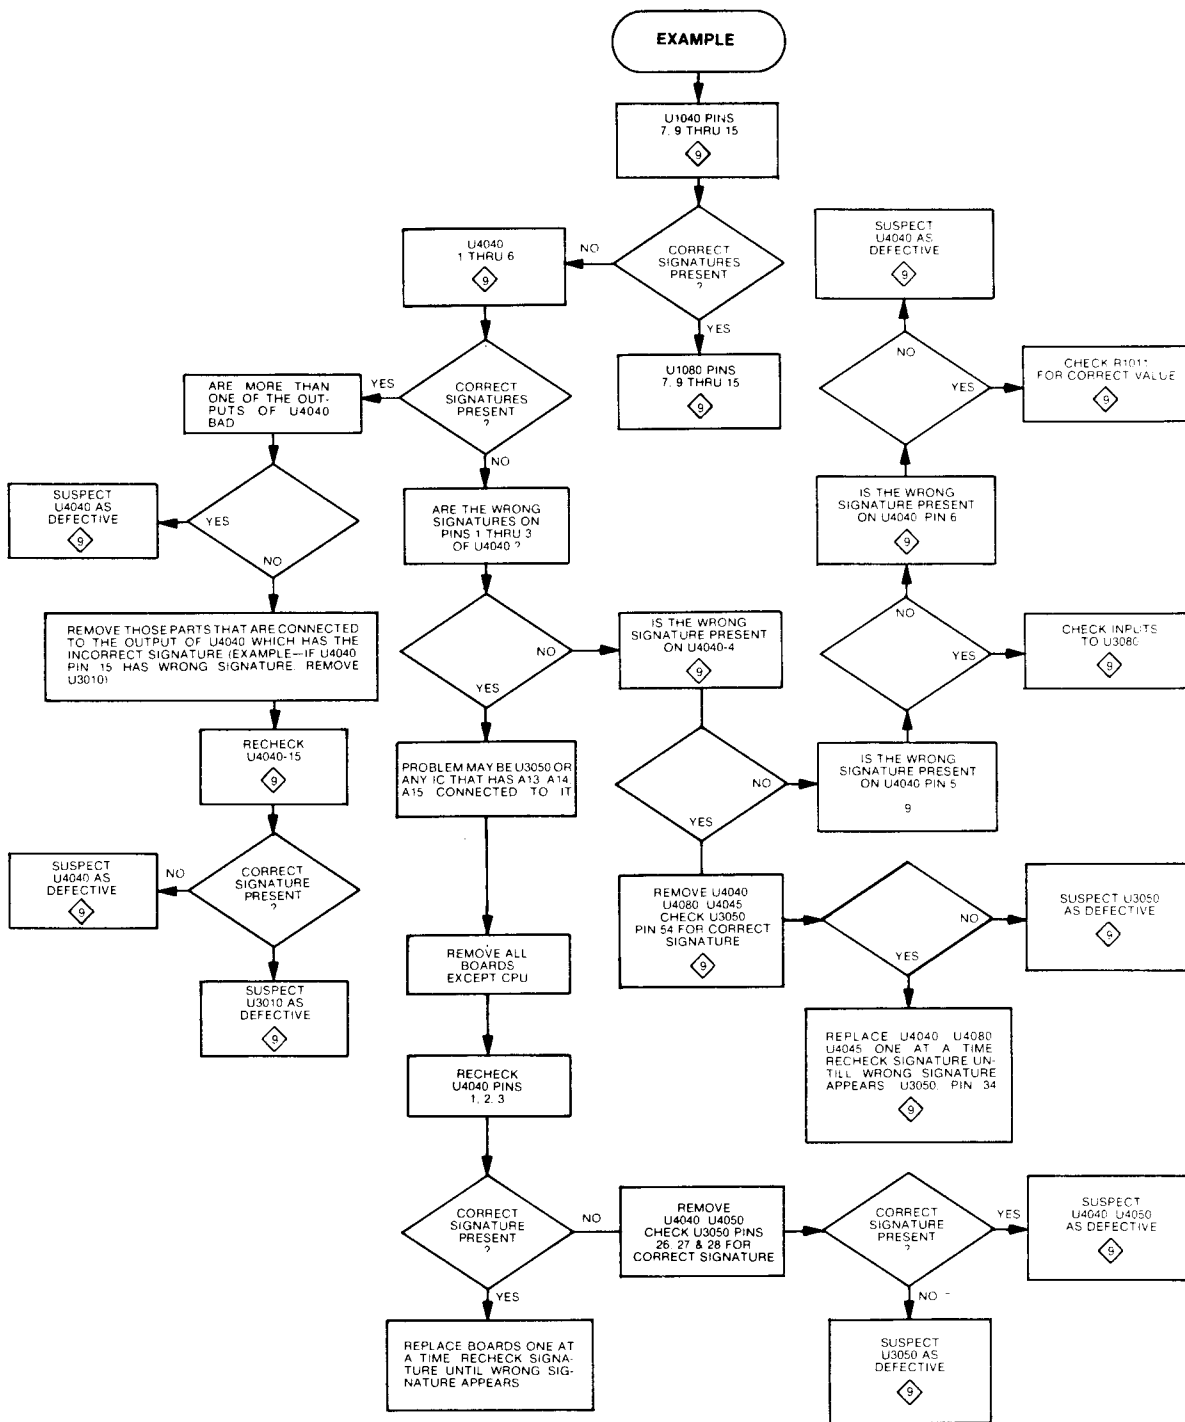 EXAMPLE
U1040 PINS
7, 9 THRU 15
9
CORRECT
SIGNATURES
PRESENT
?
NO
YES
U4040
1 THRU 6
9
U1080 PINS
7, 9 THRU 15
9
CORRECT
SIGNATURES
PRESENT
?
YES
NO
ARE MORE THAN
ONE OF THE OUT-
PUTS OF U4040
BAD
YES
NO
SUSPECT
U4040 AS
DEFECTIVE
9
REMOVE THOSE PARTS THAT ARE CONNECTED
TO THE OUTPUT OF U4040 WHICH HAS THE
INCORRECT SIGNATURE (EXAMPLE—IF U4040
PIN 15 HAS WRONG SIGNATURE. REMOVE
U3010)
RECHECK
U4040-15
9
CORRECT
SIGNATURE
PRESENT
?
NO
SUSPECT
U4040 AS
DEFECTIVE
9
SUSPECT
U3010 AS
DEFECTIVE
9
ARE THE WRONG
SIGNATURES ON
PINS 1 THRU 3
OF U4040 ?
NO
YES
PROBLEM MAY BE U3050 OR
ANY IC THAT HAS A13 A14,
A15 CONNECTED TO IT
REMOVE ALL
BOARDS
EXCEPT CPU
RECHECK
U4040 PINS
1, 2, 3
CORRECT
SIGNATURE
PRESENT
?
NO
YES
REPLACE BOARDS ONE AT
A TIME RECHECK SIGNA-
TURE UNTIL WRONG SIG-
NATURE APPEARS
REMOVE
U4040 U4050
CHECK U3050 PINS
26, 27 & 28 FOR
CORRECT SIGNATURE
CORRECT
SIGNATURE
PRESENT
?
YES
NO
SUSPECT
U4040 U4050
AS DEFECTIVE
9
SUSPECT
U3050 AS
DEFECTIVE
9
IS THE WRONG
SIGNATURE PRESENT
ON U4040-4
9
NO
YES
REMOVE U4040
U4080 U4045
CHECK U3050
PIN 54 FOR CORRECT
SIGNATURE
9
NO
YES
SUSPECT U3050
AS DEFECTIVE
9
REPLACE U4040 U4080
U4045 ONE AT A TIME
RECHECK SIGNATURE UN-
TILL WRONG SIGNATURE
APPEARS U3050, PIN 34
9
IS THE WRONG
SIGNATURE PRESENT
ON U4040 PIN 5
9
NO
YES
CHECK INPUTS
TO U3080
9
IS THE WRONG
SIGNATURE PRESENT
ON U4040 PIN 6
9
NO
YES
CHECK R1011
FOR CORRECT VALUE
9
SUSPECT
U4040 AS
DEFECTIVE
9